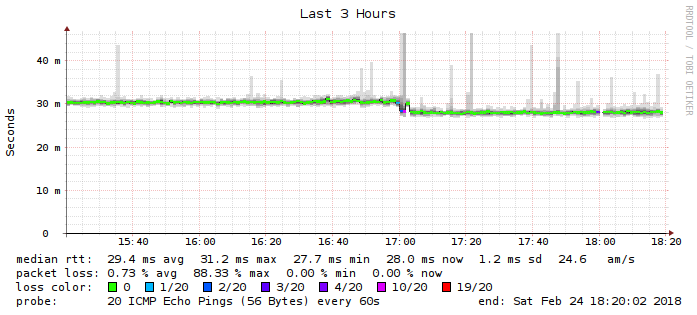 Last 3 Hours
RRDTOOL / TOBI OETIKER
Seconds
40 m
30 m
20 m
10 m
0
15:40 16:00 16:20 16:40 17:00 17:20 17:40 18:00 18:20
median rtt: 29.4 ms avg 31.2 ms max 27.7 ms min 28.0 ms now 1.2 ms sd 24.6 am/s
packet loss: 0.73 % avg 88.33 % max 0.00 % min 0.00 % now
loss color: 0 1/20 2/20 3/20 4/20 10/20 19/20
probe: 20 ICMP Echo Pings (56 Bytes) every 60s end: Sat Feb 24 18:20:02 2018